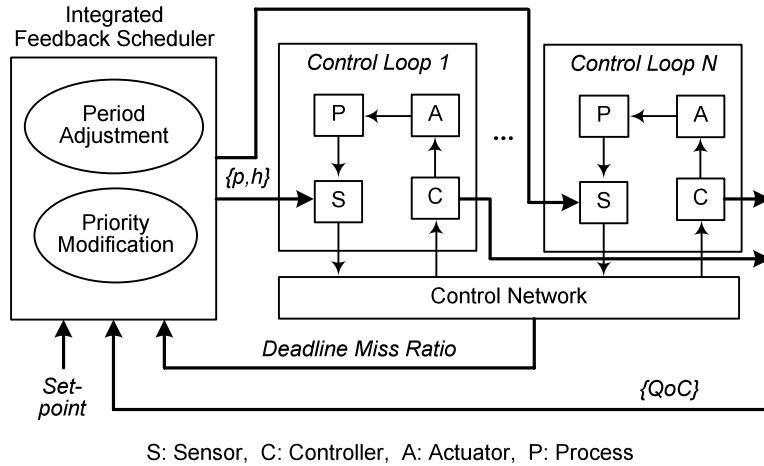 Integrated
Feedback Scheduler
Period
Adjustment
Priority
Modification
{p,h}
Control Loop 1
P
A
S
C
...
Control Loop N
P
A
S
C
Control Network
Deadline Miss Ratio
Set-
point
{QoC}
S: Sensor, C: Controller, A: Actuator, P: Process